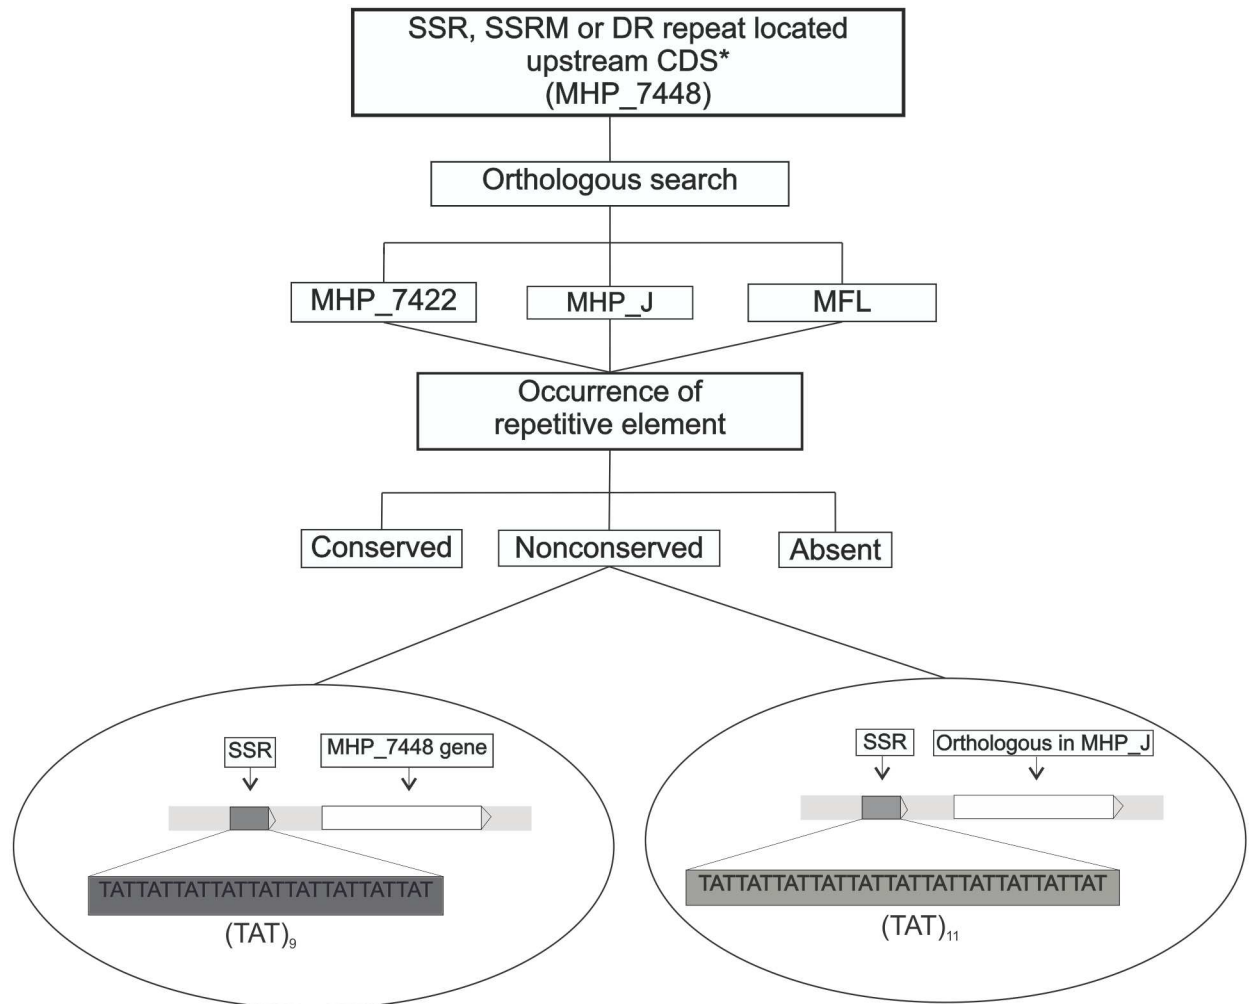 SSR, SSRM or DR repeat located
upstream CDS*
(MHP_7448)
Orthologous search
MHP_7422
MHP_J
MFL
Occurrence of
repetitive element
Conserved
Nonconserved
Absent
SSR
MHP_7448 gene
TATTATTATTATTATTATTATTATTAT
(TAT)₉
SSR
Orthologous in MHP_J
TATTATTATTATTATTATTATTATTATTATTAT
(TAT)₁₁